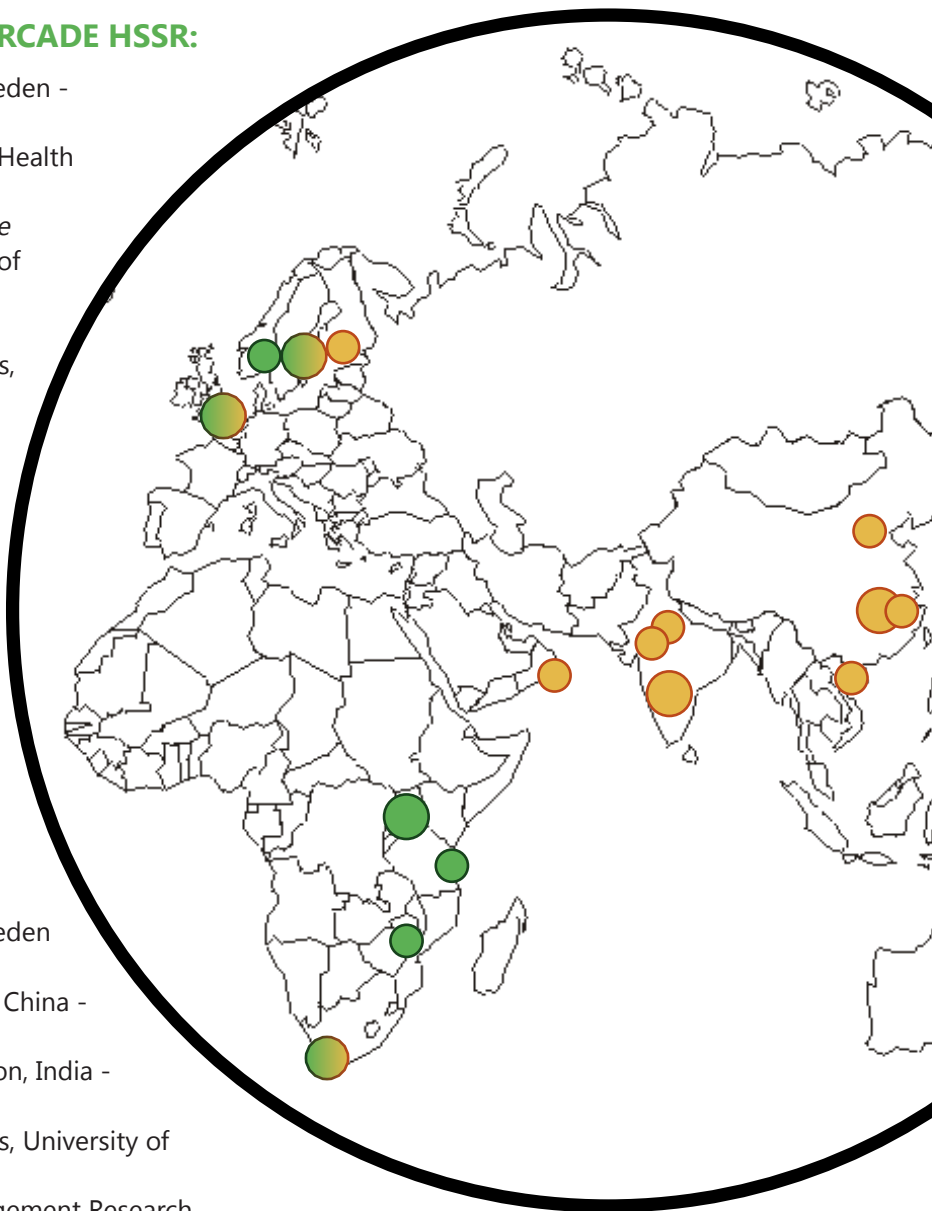 RCADE HSSR:
eden -
Health
e
of
s,
eden
China -
on, India -
s, University of
gement Research